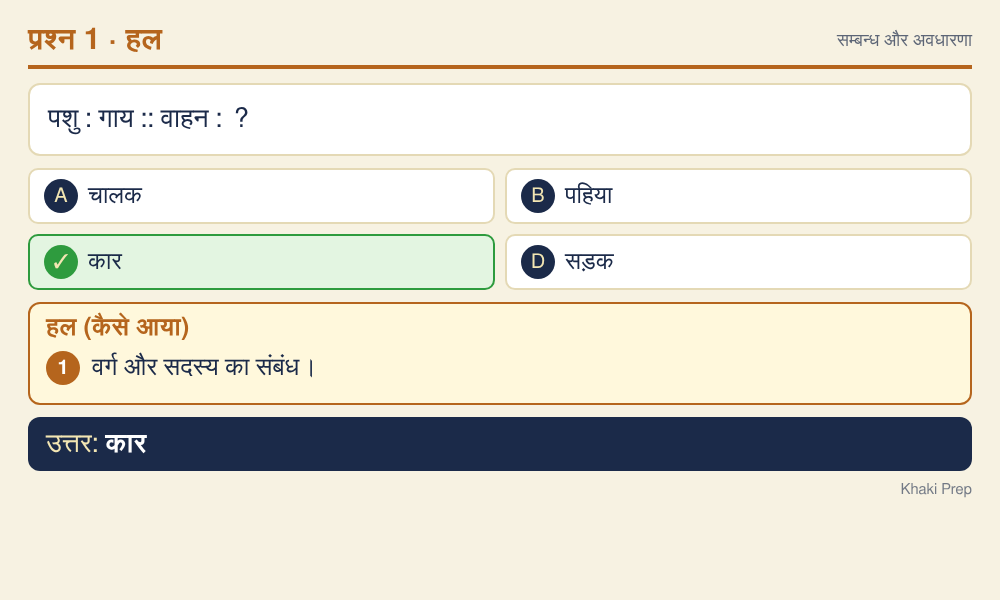 प्रश्न 1 · हल
सम्बन्ध और अवधारणा
पशु : गाय :: वाहन : ?
A चालक
B पहिया
✓ कार
D सड़क
हल (कैसे आया)
1 वर्ग और सदस्य का संबंध।
उत्तर: कार
Khaki Prep